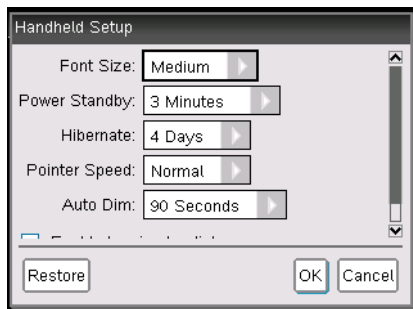 Handheld Setup
Font Size: Medium
Power Standby: 3 Minutes
Hibernate: 4 Days
Pointer Speed: Normal
Auto Dim: 90 Seconds
Restore OK Cancel